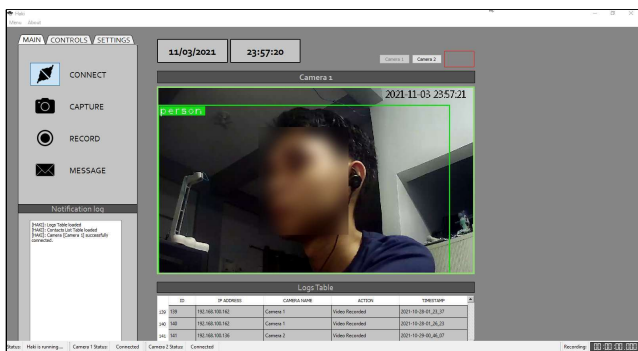 Haki
Menu About
MAIN CONTROLS SETTINGS
11/03/2021 23:57:20
Camera 1 Camera 2
CONNECT
CAPTURE
RECORD
MESSAGE
Camera 1
2021-11-03 23:57:21
person
Notification log
[HAKI]: Logs Table loaded
[HAKI]: Contacts List Table loaded
[HAKI]: Camera [Camera 1] successfully
connected.
Logs Table
ID IP ADDRESS CAMERA NAME ACTION TIMESTAMP
139 139 192.168.100.162 Camera 1 Video Recorded 2021-10-28-01_23_37
140 140 192.168.100.162 Camera 1 Video Recorded 2021-10-29-01_26_23
141 141 192.168.100.136 Camera 2 Video Recorded 2021-10-29-00_46_07
Status: Haki is running.... Camera 1 Status: Connected Camera 2 Status: Connected Recording: 00:00:00.000